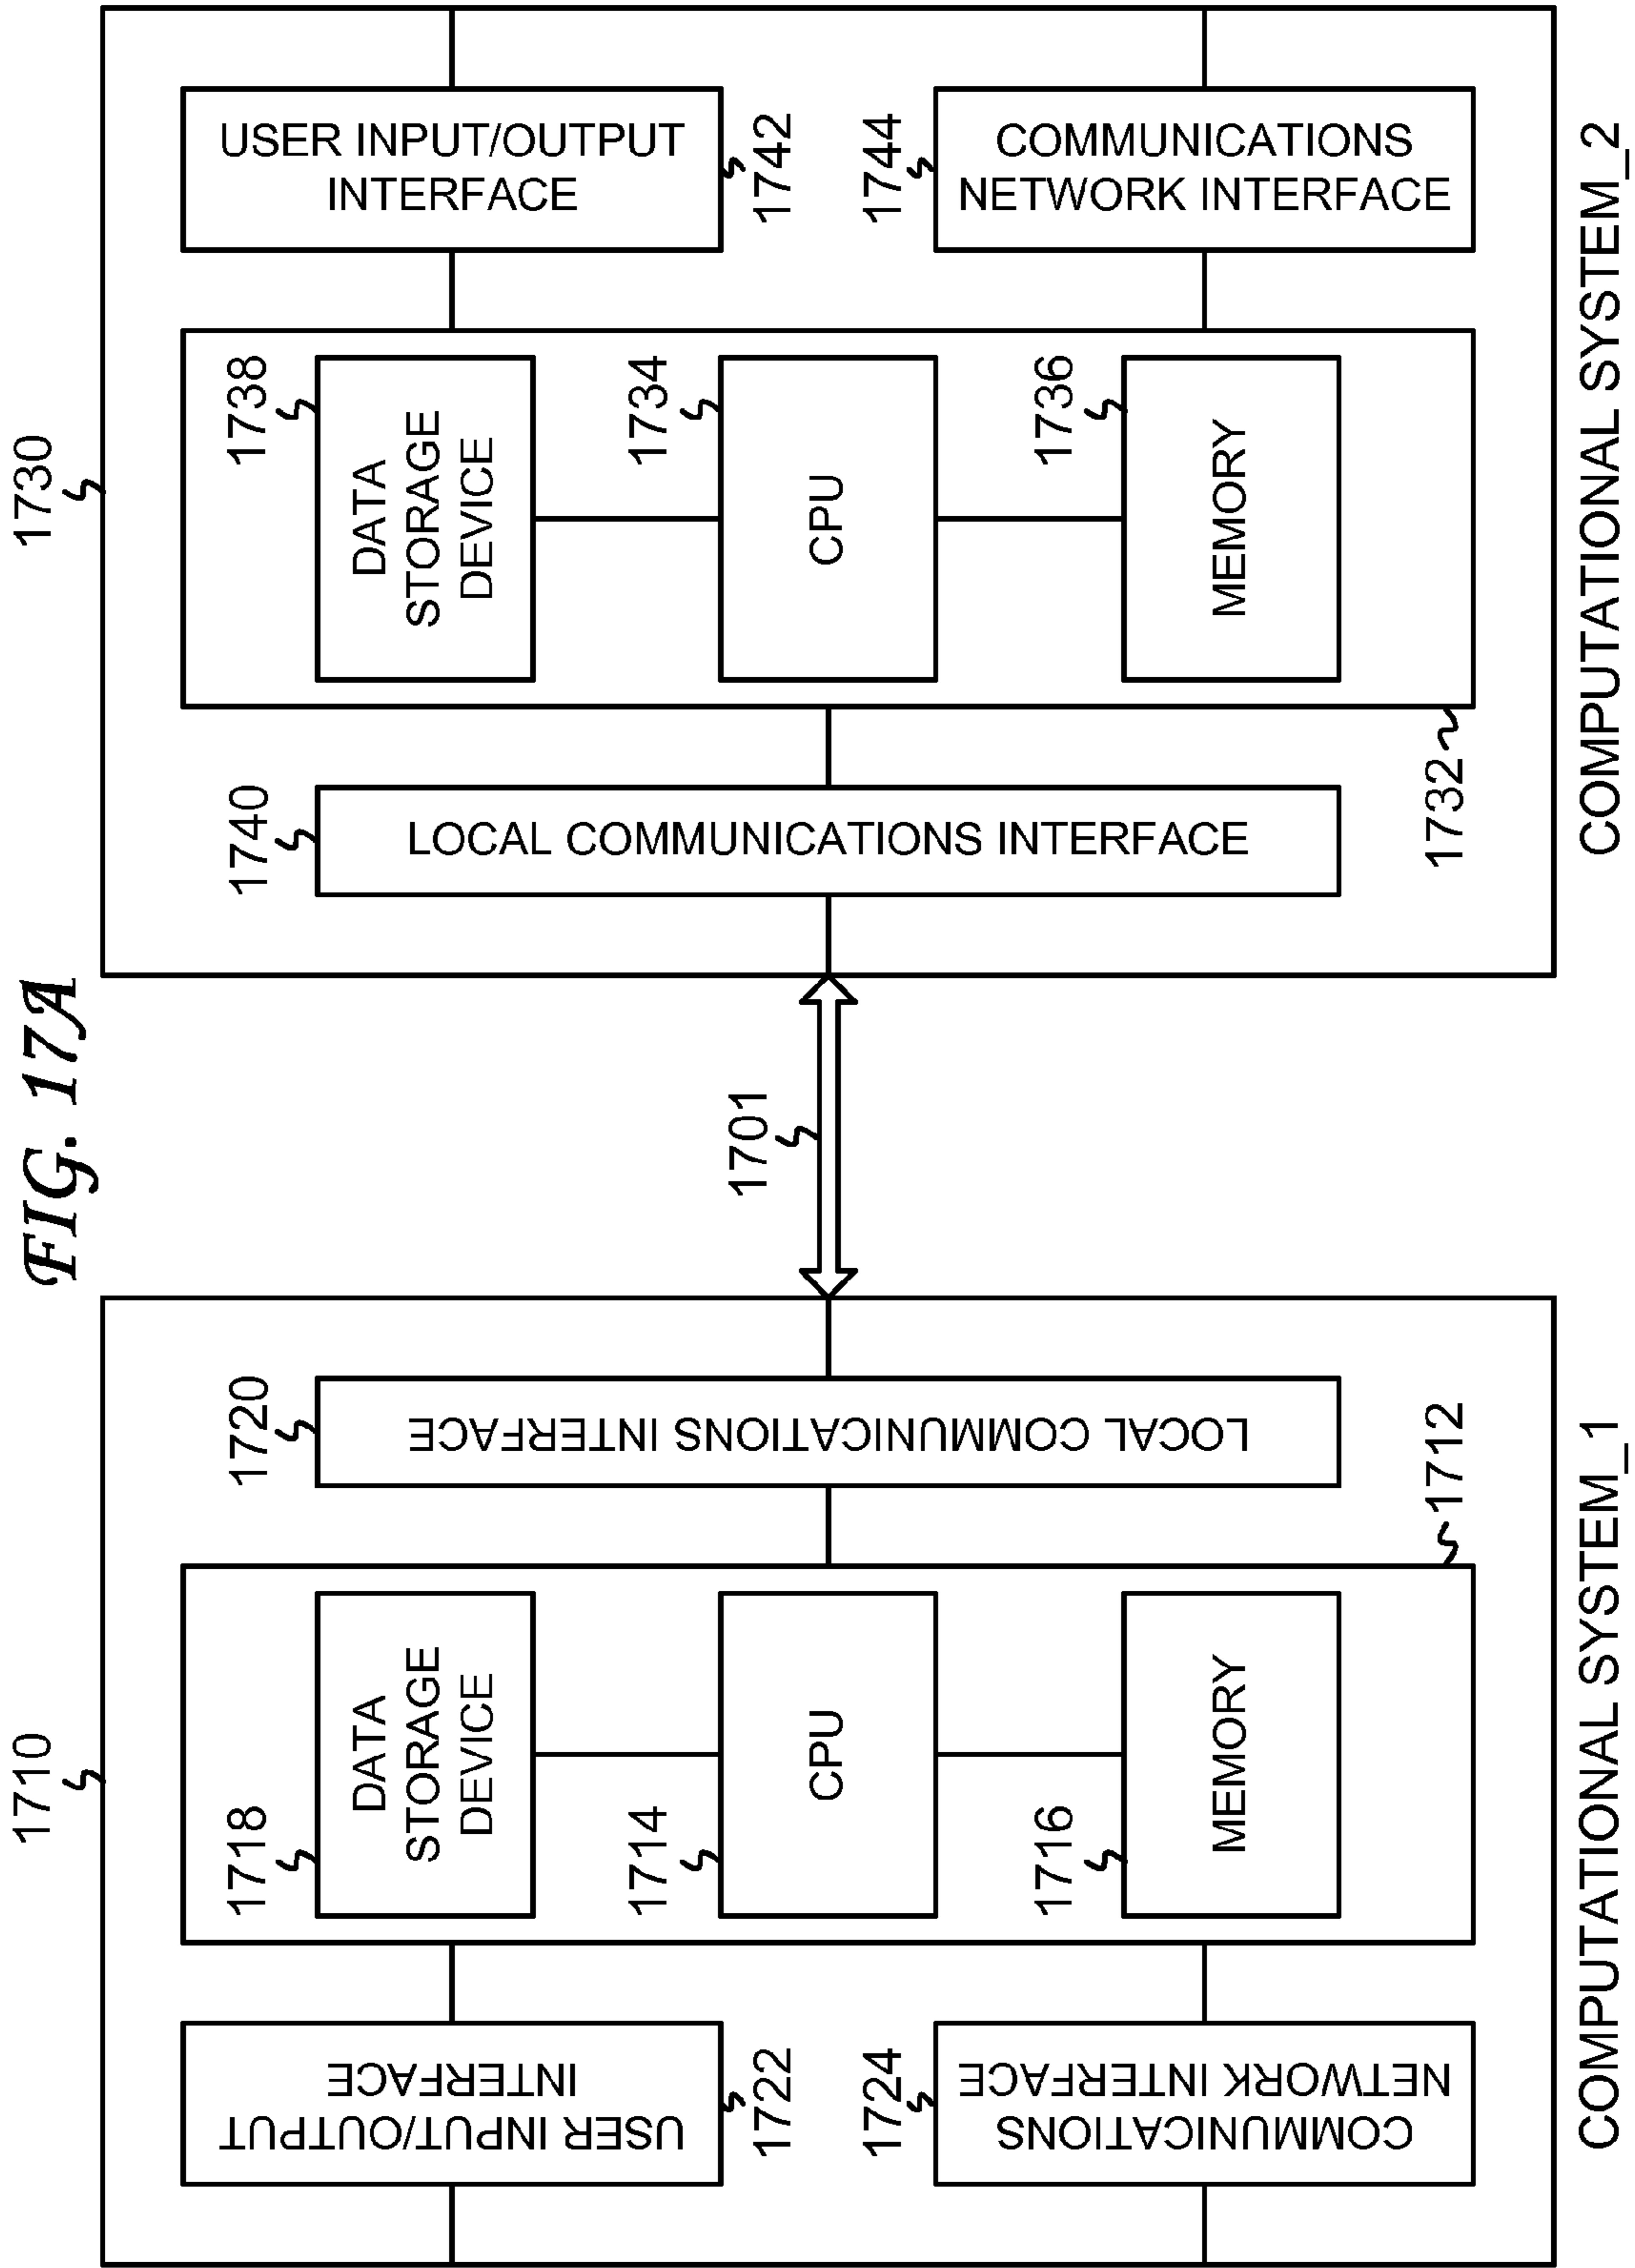 FIG. 17A
1710
1722
USER INPUT/OUTPUT
INTERFACE
1724
COMMUNICATIONS
NETWORK INTERFACE
1718
DATA
STORAGE
DEVICE
1714
CPU
1716
MEMORY
1712
1720
LOCAL COMMUNICATIONS INTERFACE
COMPUTATIONAL SYSTEM_1
1701
1730
1740
LOCAL COMMUNICATIONS INTERFACE
1738
DATA
STORAGE
DEVICE
1734
CPU
1736
MEMORY
1732
USER INPUT/OUTPUT
INTERFACE
1742
1744
COMMUNICATIONS
NETWORK INTERFACE
COMPUTATIONAL SYSTEM_2